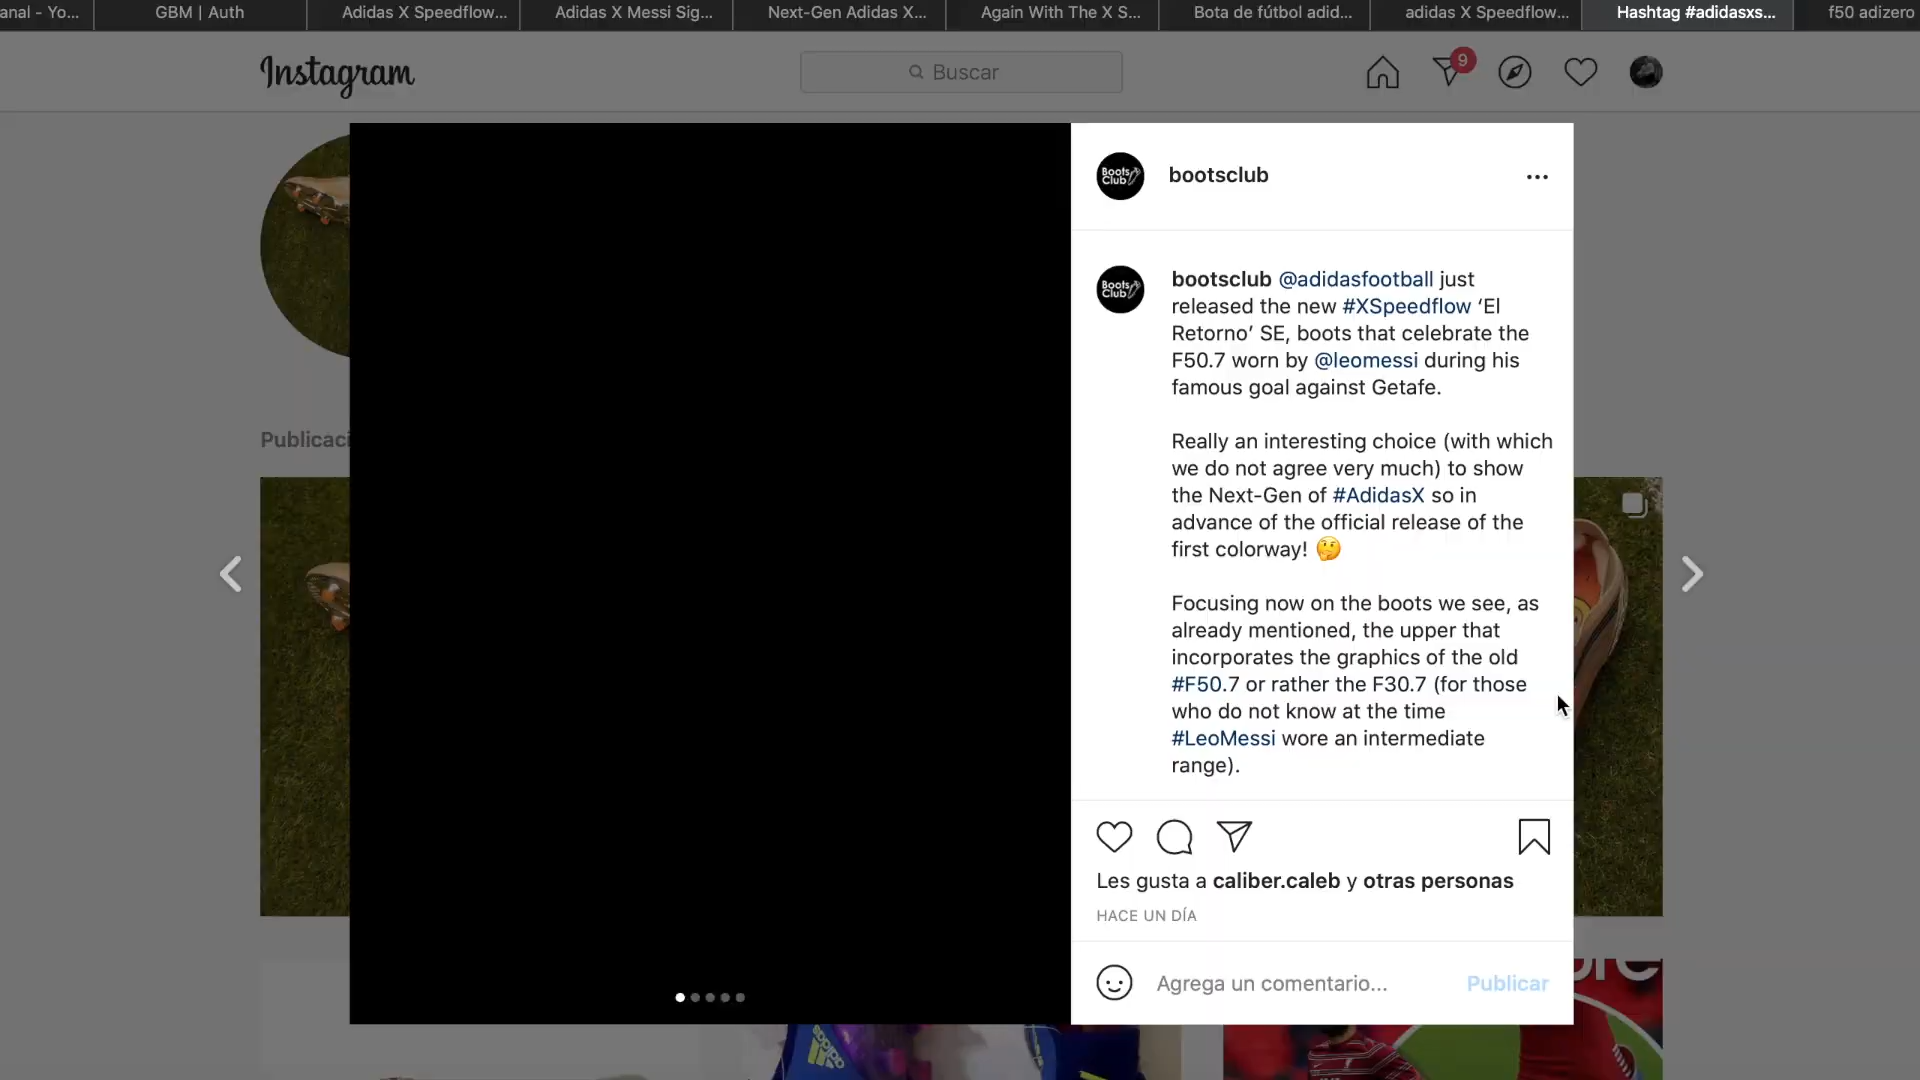 anal - Yo...
GBM | Auth
Adidas X Speedflow...
Adidas X Messi Sig...
Next-Gen Adidas X...
Again With The X S...
Bota de fútbol adid...
adidas X Speedflow...
Hashtag #adidasxs...
f50 adizero
Instagram
Buscar
9
Boots Club
bootsclub
...
Publicaci
Boots Club
bootsclub @adidasfootball just
released the new #XSpeedflow ‘El
Retorno’ SE, boots that celebrate the
F50.7 worn by @leomessi during his
famous goal against Getafe.
Really an interesting choice (with which
we do not agree very much) to show
the Next-Gen of #AdidasX so in
advance of the official release of the
first colorway! 🤔
Focusing now on the boots we see, as
already mentioned, the upper that
incorporates the graphics of the old
#F50.7 or rather the F30.7 (for those
who do not know at the time
#LeoMessi wore an intermediate
range).
Les gusta a caliber.caleb y otras personas
HACE UN DÍA
Agrega un comentario...
Publicar
adidas